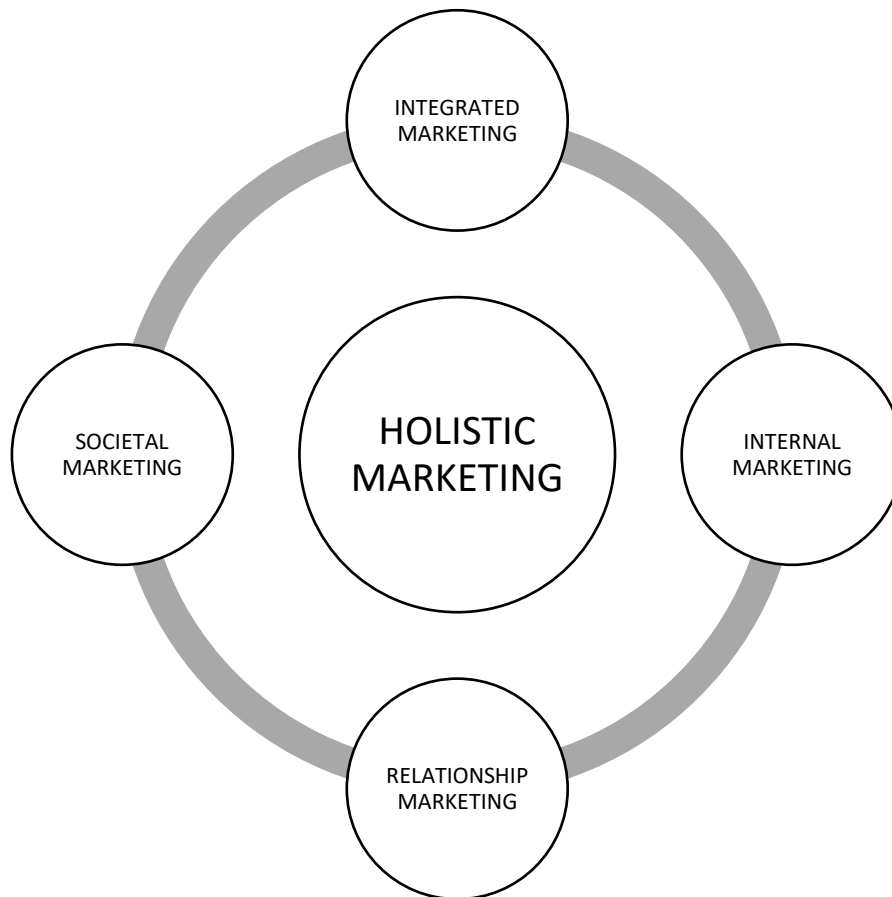 INTEGRATED
MARKETING
SOCIETAL
MARKETING
HOLISTIC
MARKETING
INTERNAL
MARKETING
RELATIONSHIP
MARKETING